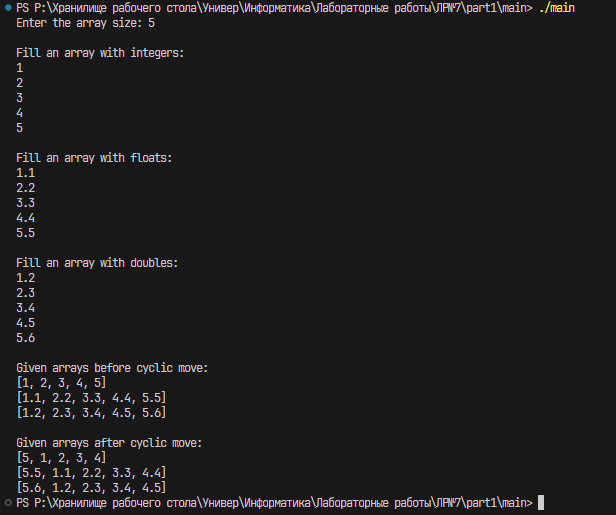 PS P:\Хранилище рабочего стола\Универ\Информатика\Лабораторные работы\ЛР№7\part1\main> ./main
Enter the array size: 5
Fill an array with integers:
1
2
3
4
5
Fill an array with floats:
1.1
2.2
3.3
4.4
5.5
Fill an array with doubles:
1.2
2.3
3.4
4.5
5.6
Given arrays before cyclic move:
[1, 2, 3, 4, 5]
[1.1, 2.2, 3.3, 4.4, 5.5]
[1.2, 2.3, 3.4, 4.5, 5.6]
Given arrays after cyclic move:
[5, 1, 2, 3, 4]
[5.5, 1.1, 2.2, 3.3, 4.4]
[5.6, 1.2, 2.3, 3.4, 4.5]
PS P:\Хранилище рабочего стола\Универ\Информатика\Лабораторные работы\ЛР№7\part1\main>